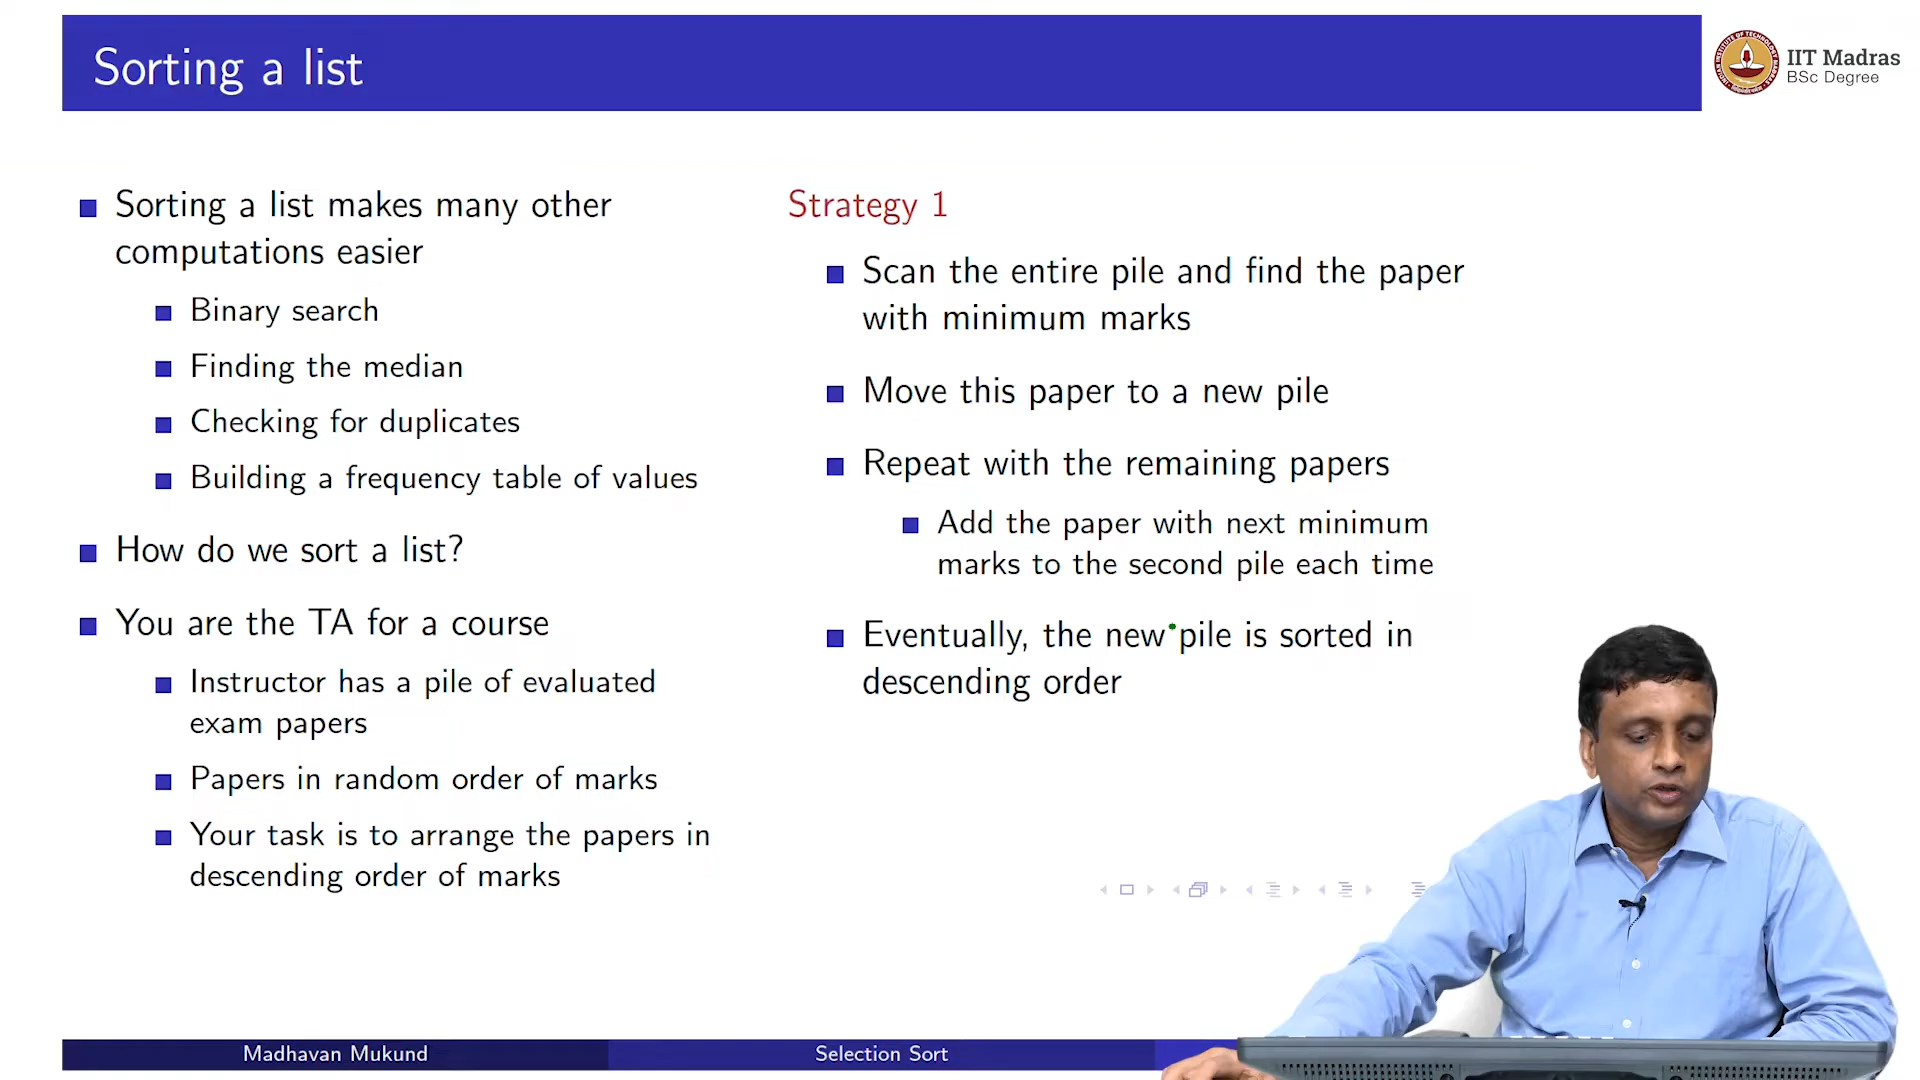 Sorting a list
IIT Madras
BSc Degree
Sorting a list makes many other
computations easier
Binary search
Finding the median
Checking for duplicates
Building a frequency table of values
How do we sort a list?
You are the TA for a course
Instructor has a pile of evaluated
exam papers
Papers in random order of marks
Your task is to arrange the papers in
descending order of marks
Strategy 1
Scan the entire pile and find the paper
with minimum marks
Move this paper to a new pile
Repeat with the remaining papers
Add the paper with next minimum
marks to the second pile each time
Eventually, the new pile is sorted in
descending order
Madhavan Mukund
Selection Sort